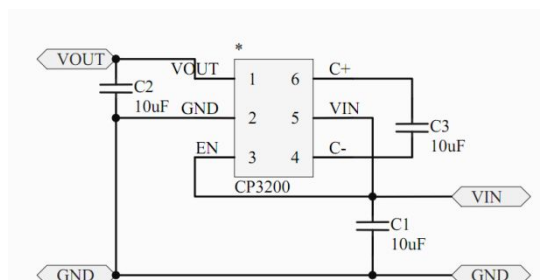 *
VOUT
VOUT
1
6
C+
C2
10uF
GND
2
5
VIN
C3
10uF
EN
3
4
C-
CP3200
VIN
C1
10uF
GND
GND